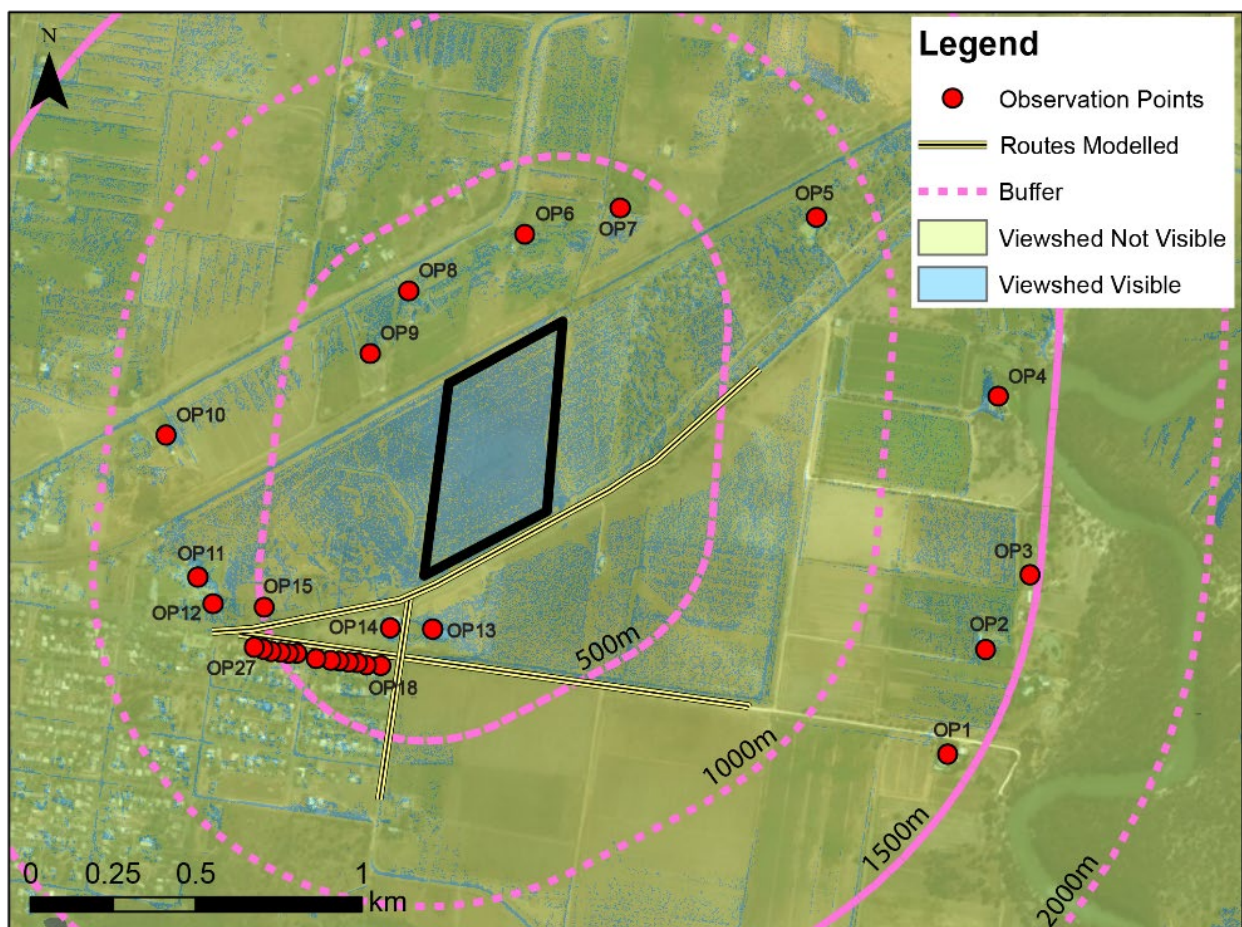 N
Legend
Observation Points
Routes Modelled
Buffer
Viewshed Not Visible
Viewshed Visible
OP5
OP6
OP7
OP8
OP9
OP4
OP10
OP3
OP11
OP15
OP12
OP14
OP13
OP2
500m
OP27
OP18
OP1
1000m
1500m
2000m
0 0.25 0.5 1
km